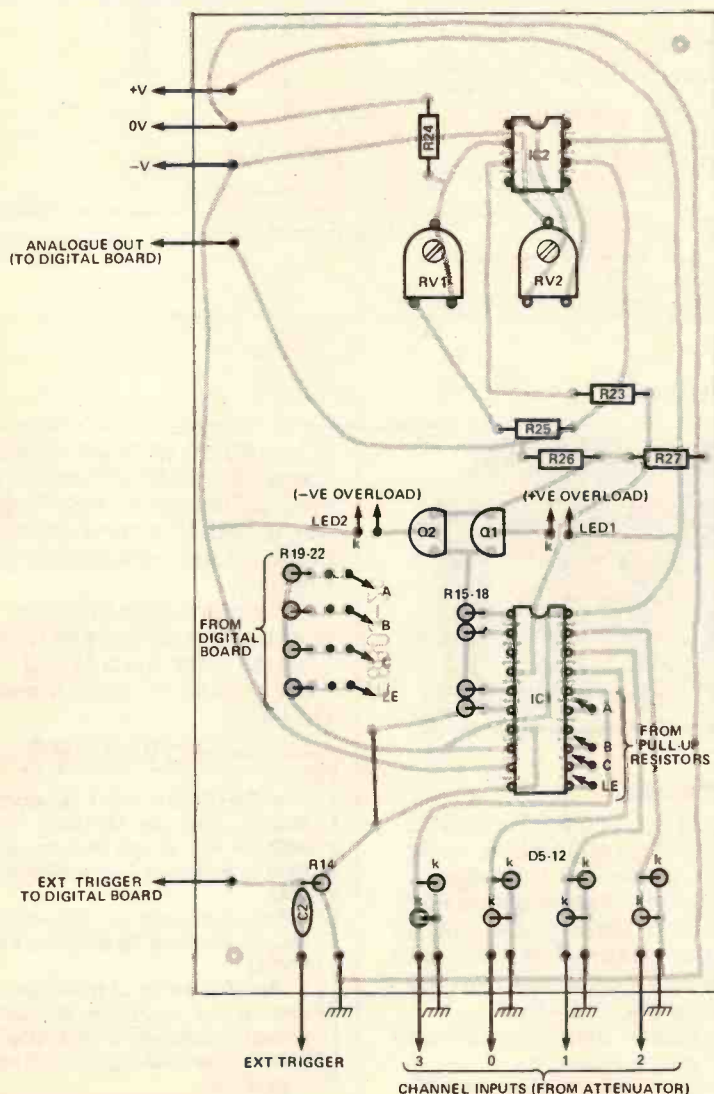 +V
0V
R24
IC2
−V
ANALOGUE OUT
(TO DIGITAL BOARD)
RV1
RV2
R23
R25
R26
R27
(−VE OVERLOAD)
(+VE OVERLOAD)
LED2
k
Q2
Q1
k
LED1
R19-22
A
B
C
LE
FROM
DIGITAL
BOARD
R15-18
IC1
A
B
C
LE
FROM
PULL-U
RESISTORS
R14
D5-12
k
k
k
k
k
k
k
k
EXT TRIGGER
TO DIGITAL BOARD
C2
EXT TRIGGER
3
0
1
2
CHANNEL INPUTS (FROM ATTENUATOR)